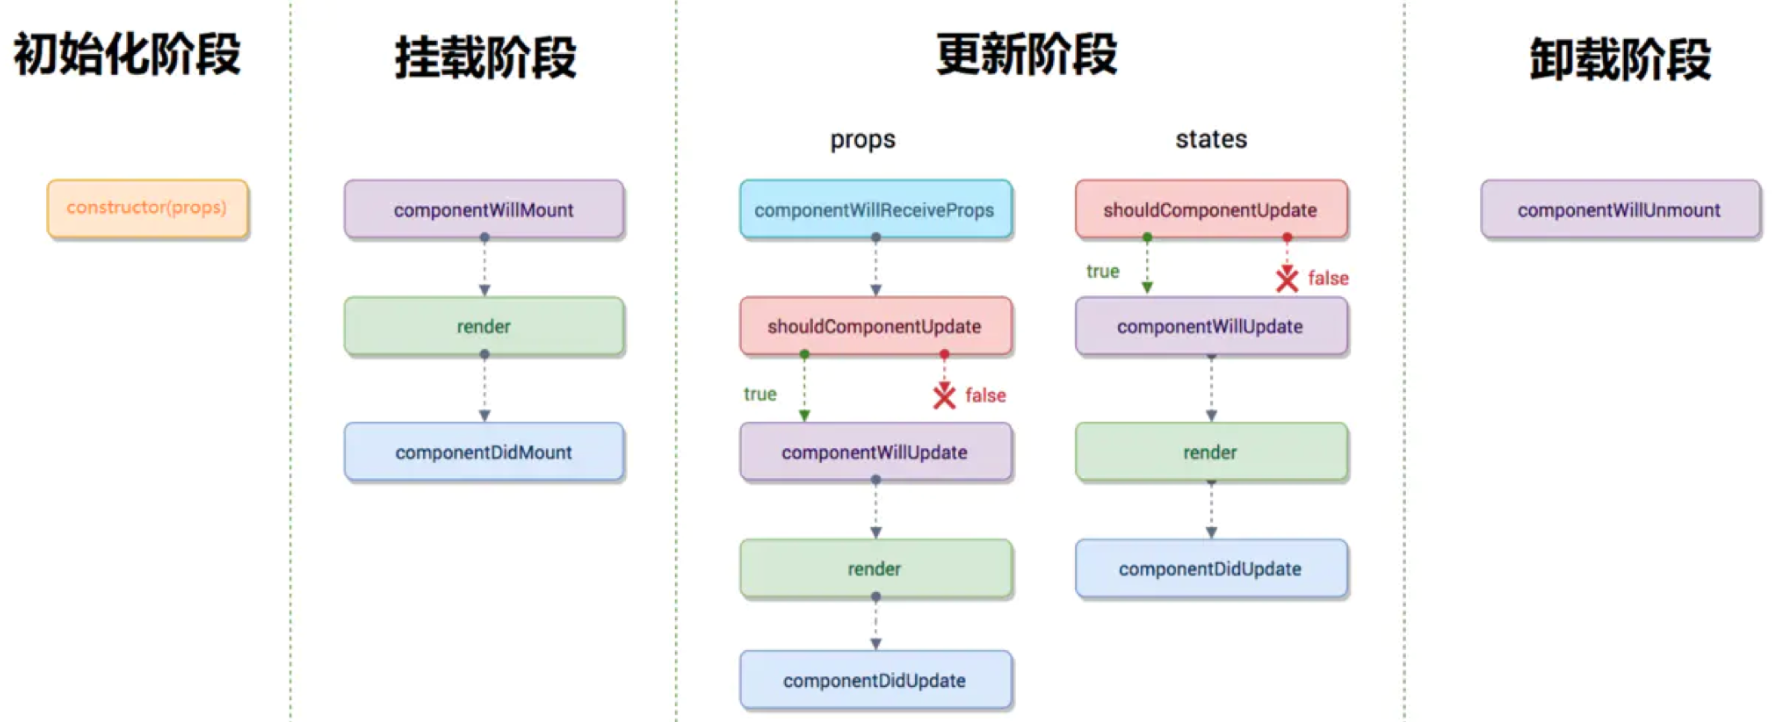 初始化阶段
constructor(props)
挂载阶段
componentWillMount
render
componentDidMount
更新阶段
props
componentWillReceiveProps
shouldComponentUpdate
true
false
componentWillUpdate
render
componentDidUpdate
states
shouldComponentUpdate
true
false
componentWillUpdate
render
componentDidUpdate
卸载阶段
componentWillUnmount